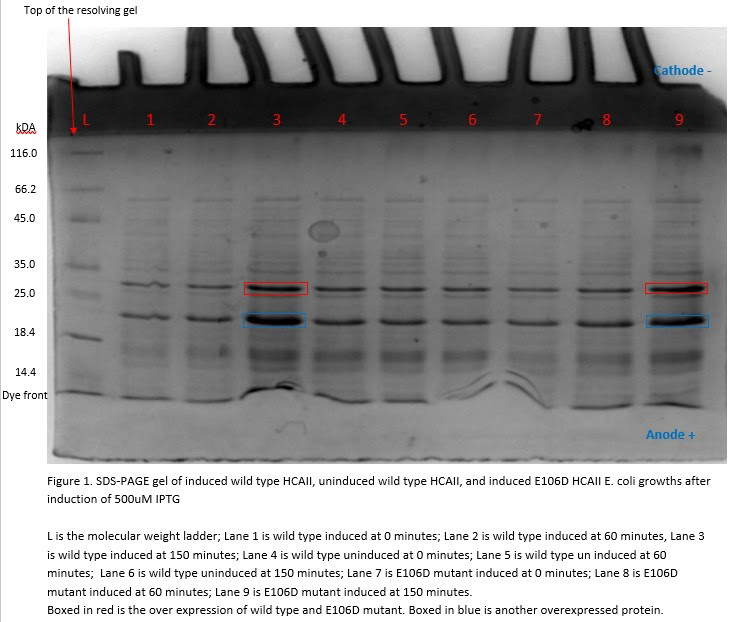 Top of the resolving gel
Cathode -
kDA
L 1 2 3 4 5 6 7 8 9
116.0
66.2
45.0
35.0
25.0
18.4
14.4
Dye front
Anode +
Figure 1. SDS-PAGE gel of induced wild type HCAII, uninduced wild type HCAII, and induced E106D HCAII E. coli growths after
induction of 500uM IPTG
L is the molecular weight ladder; Lane 1 is wild type induced at 0 minutes; Lane 2 is wild type induced at 60 minutes, Lane 3
is wild type induced at 150 minutes; Lane 4 is wild type uninduced at 0 minutes; Lane 5 is wild type un induced at 60
minutes;  Lane 6 is wild type uninduced at 150 minutes; Lane 7 is E106D mutant induced at 0 minutes; Lane 8 is E106D
mutant induced at 60 minutes; Lane 9 is E106D mutant induced at 150 minutes.
Boxed in red is the over expression of wild type and E106D mutant. Boxed in blue is another overexpressed protein.